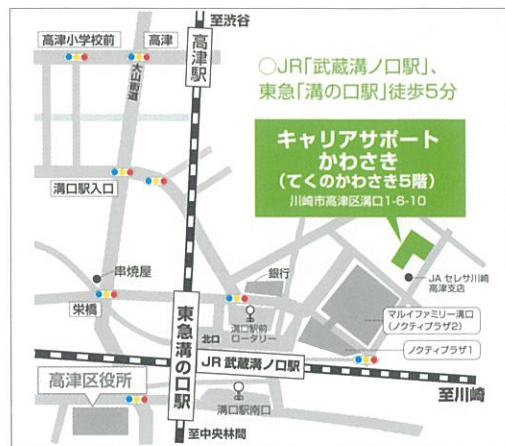 至渋谷
高津小学校前
高津
大山街道
高津駅
○JR「武蔵溝ノ口駅」、
東急「溝の口駅」徒歩5分
キャリアサポート
かわさき
(てくのかわさき5階)
川崎市高津区溝口1-6-10
溝口駅入口
串焼屋
銀行
JA セレサ川崎
高津支店
栄橋
溝口駅前
ロータリー
マルイファミリー溝口
(ノクティプラザ2)
東急溝の口駅
北口
ノクティプラザ1
JR 武蔵溝ノ口駅
高津区役所
至川崎
溝口駅南口
至中央林間